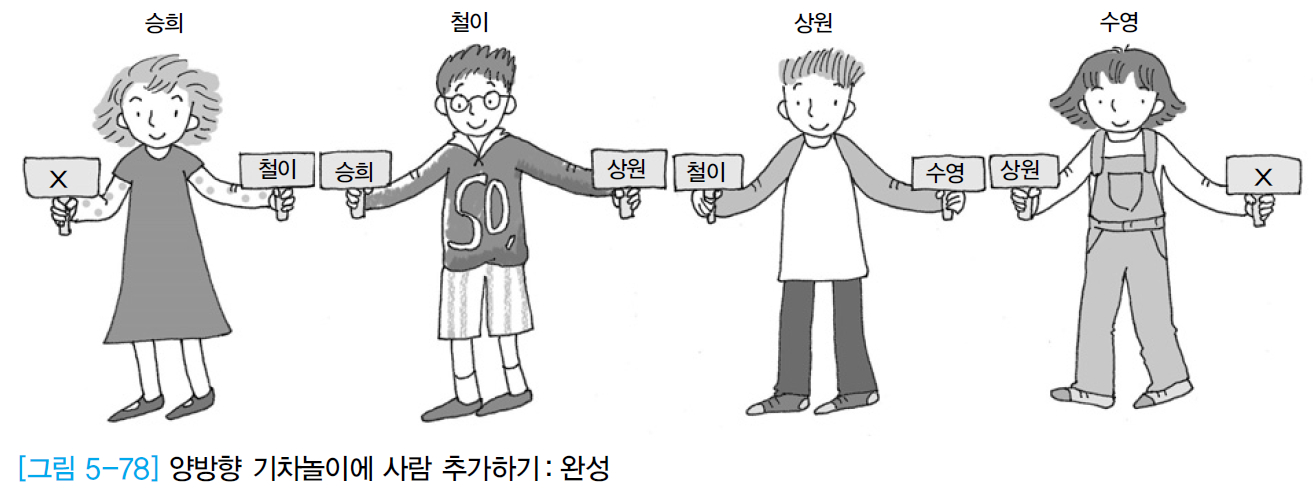 승희 철이 상원 수영
X 철이 승희 상원 철이 수영 상원 X
SO,
[그림 5-78] 양방향 기차놀이에 사람 추가하기: 완성